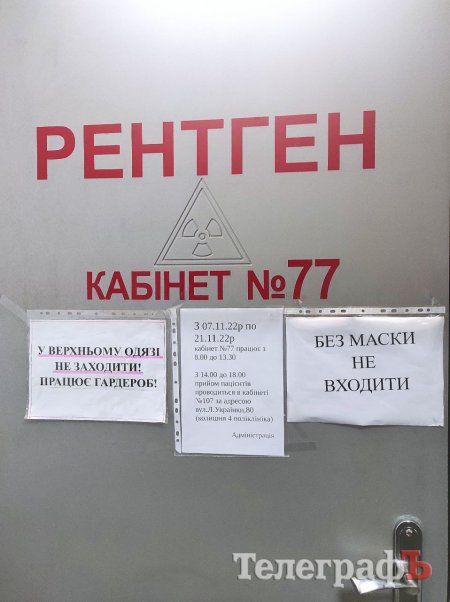 РЕНТГЕН
КАБІНЕТ №77
У ВЕРХНЬОМУ ОДЯЗІ
НЕ ЗАХОДИТИ!
ПРАЦЮЄ ГАРДЕРОБ!
З 07.11.22р по
21.11.22р
кабінет №77 працює з
8.00 до 13.30
З 14.00 до 18.00
прийом пацієнтів
проводиться в кабінеті
№107 за адресою
вул.Л.Українки,80
(колишня 4 поліклініка)
Адміністрація
БЕЗ МАСКИ
НЕ
ВХОДИТИ
ТелеграфЪ